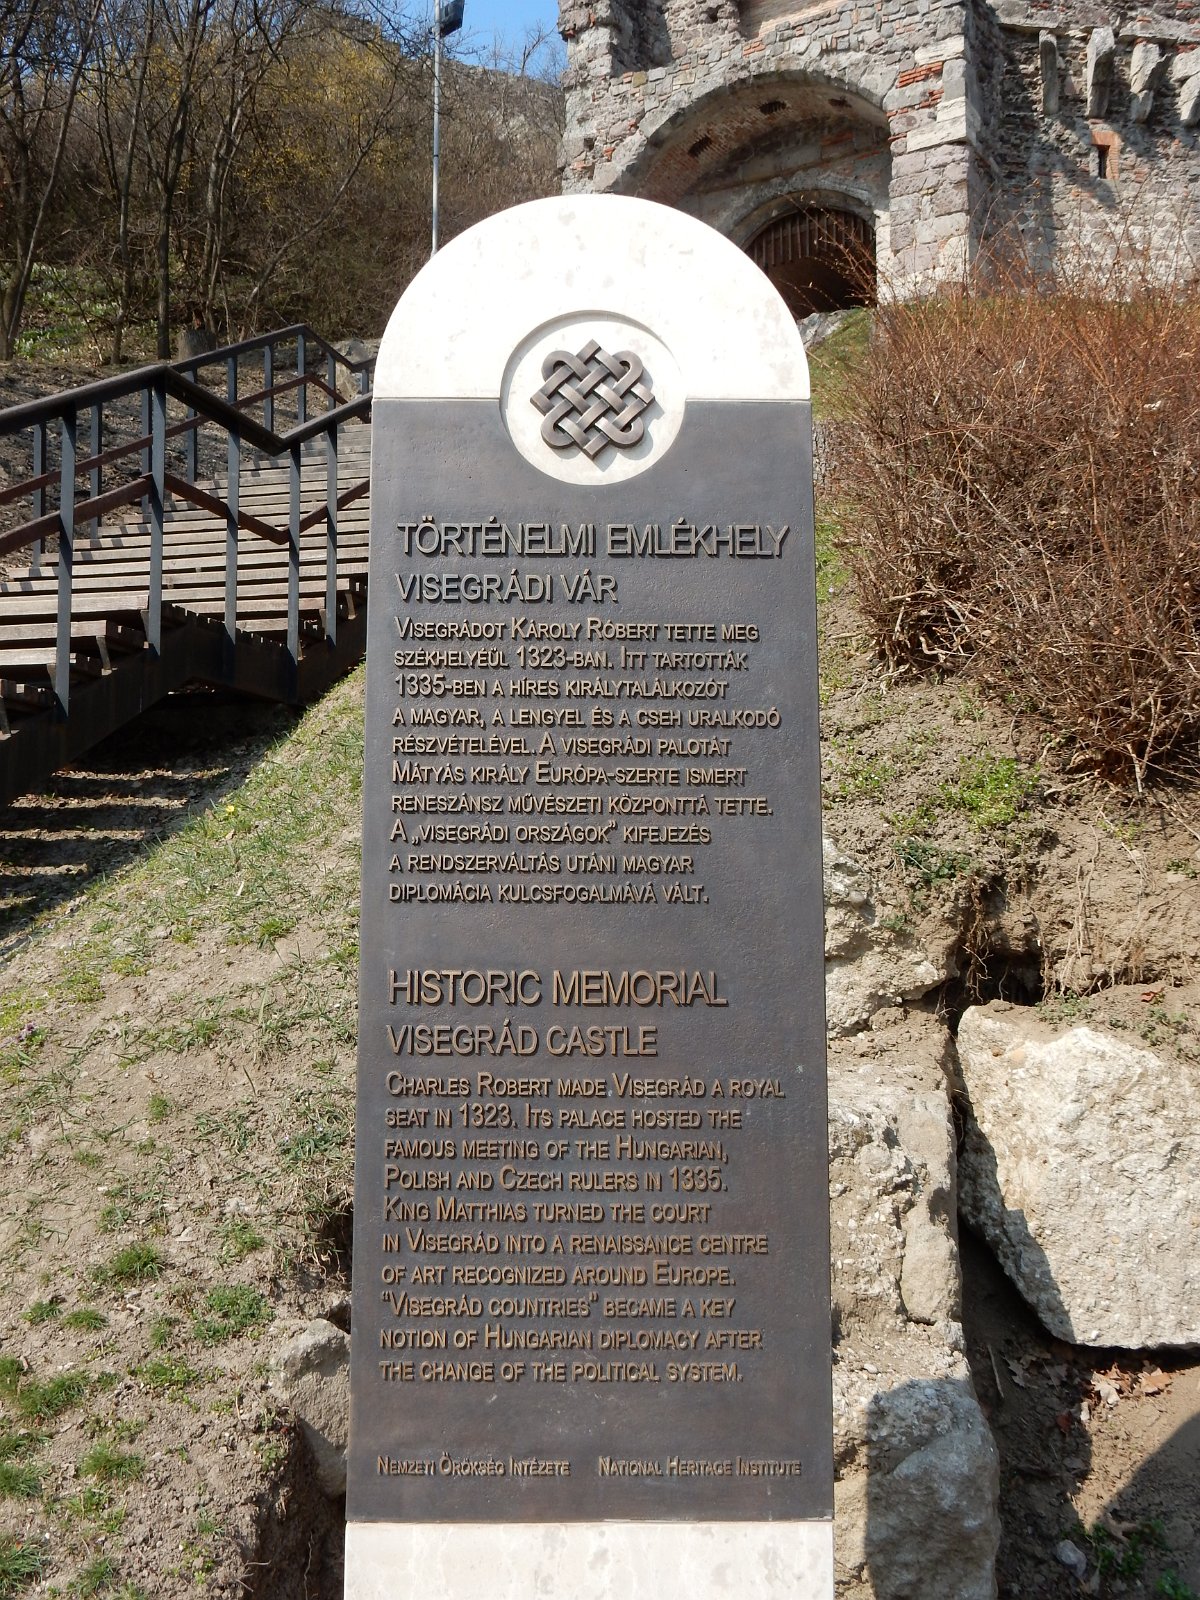 TÖRTÉNELMI EMLÉKHELY
VISEGRÁDI VÁR
VISEGRÁDOT KÁROLY RÓBERT TETTE MEG
SZÉKHELYÉÜL 1323-BAN. ITT TARTOTTÁK
1335-BEN A HÍRES KIRÁLYTALÁLKOZÓT
A MAGYAR, A LENGYEL ÉS A CSEH URALKODÓ
RÉSZVÉTELÉVEL. A VISEGRÁDI PALOTÁT
MÁTYÁS KIRÁLY EURÓPA-SZERTE ISMERT
RENESZÁNSZ MŰVÉSZETI KÖZPONTTÁ TETTE.
A „VISEGRÁDI ORSZÁGOK” KIFEJEZÉS
A RENDSZERVÁLTÁS UTÁNI MAGYAR
DIPLOMÁCIA KULCSFOGALMÁVÁ VÁLT.
HISTORIC MEMORIAL
VISEGRÁD CASTLE
CHARLES ROBERT MADE VISEGRÁD A ROYAL
SEAT IN 1323. ITS PALACE HOSTED THE
FAMOUS MEETING OF THE HUNGARIAN,
POLISH AND CZECH RULERS IN 1335.
KING MATTHIAS TURNED THE COURT
IN VISEGRÁD INTO A RENAISSANCE CENTRE
OF ART RECOGNIZED AROUND EUROPE.
“VISEGRÁD COUNTRIES” BECAME A KEY
NOTION OF HUNGARIAN DIPLOMACY AFTER
THE CHANGE OF THE POLITICAL SYSTEM.
NEMZETI ÖRÖKSÉG INTÉZETE NATIONAL HERITAGE INSTITUTE